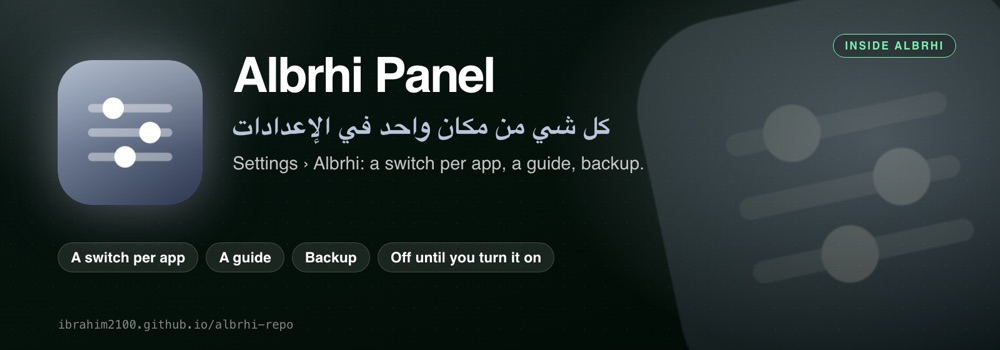 INSIDE ALBRHI
Albrhi Panel
كل شي من مكان واحد في الإعدادات
Settings › Albrhi: a switch per app, a guide, backup.
A switch per app
A guide
Backup
Off until you turn it on
ibrahim2100.github.io/albrhi-repo